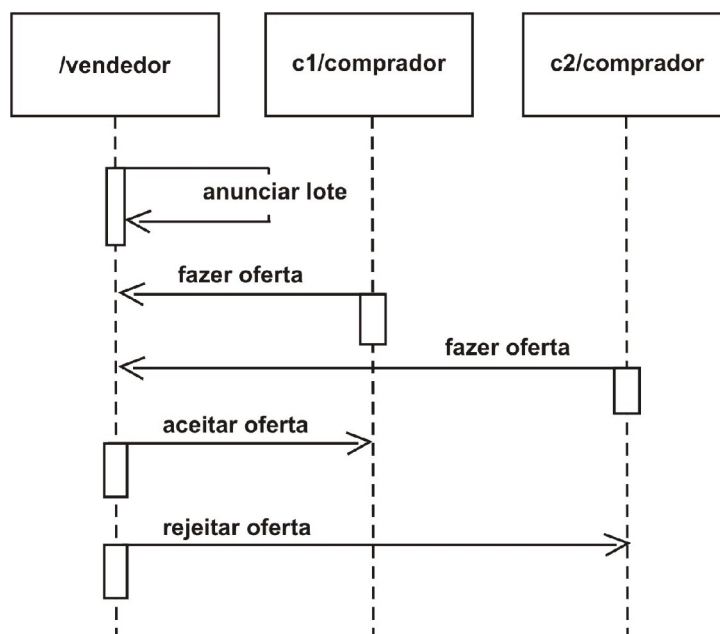 /vendedor
c1/comprador
c2/comprador
anunciar lote
fazer oferta
fazer oferta
aceitar oferta
rejeitar oferta